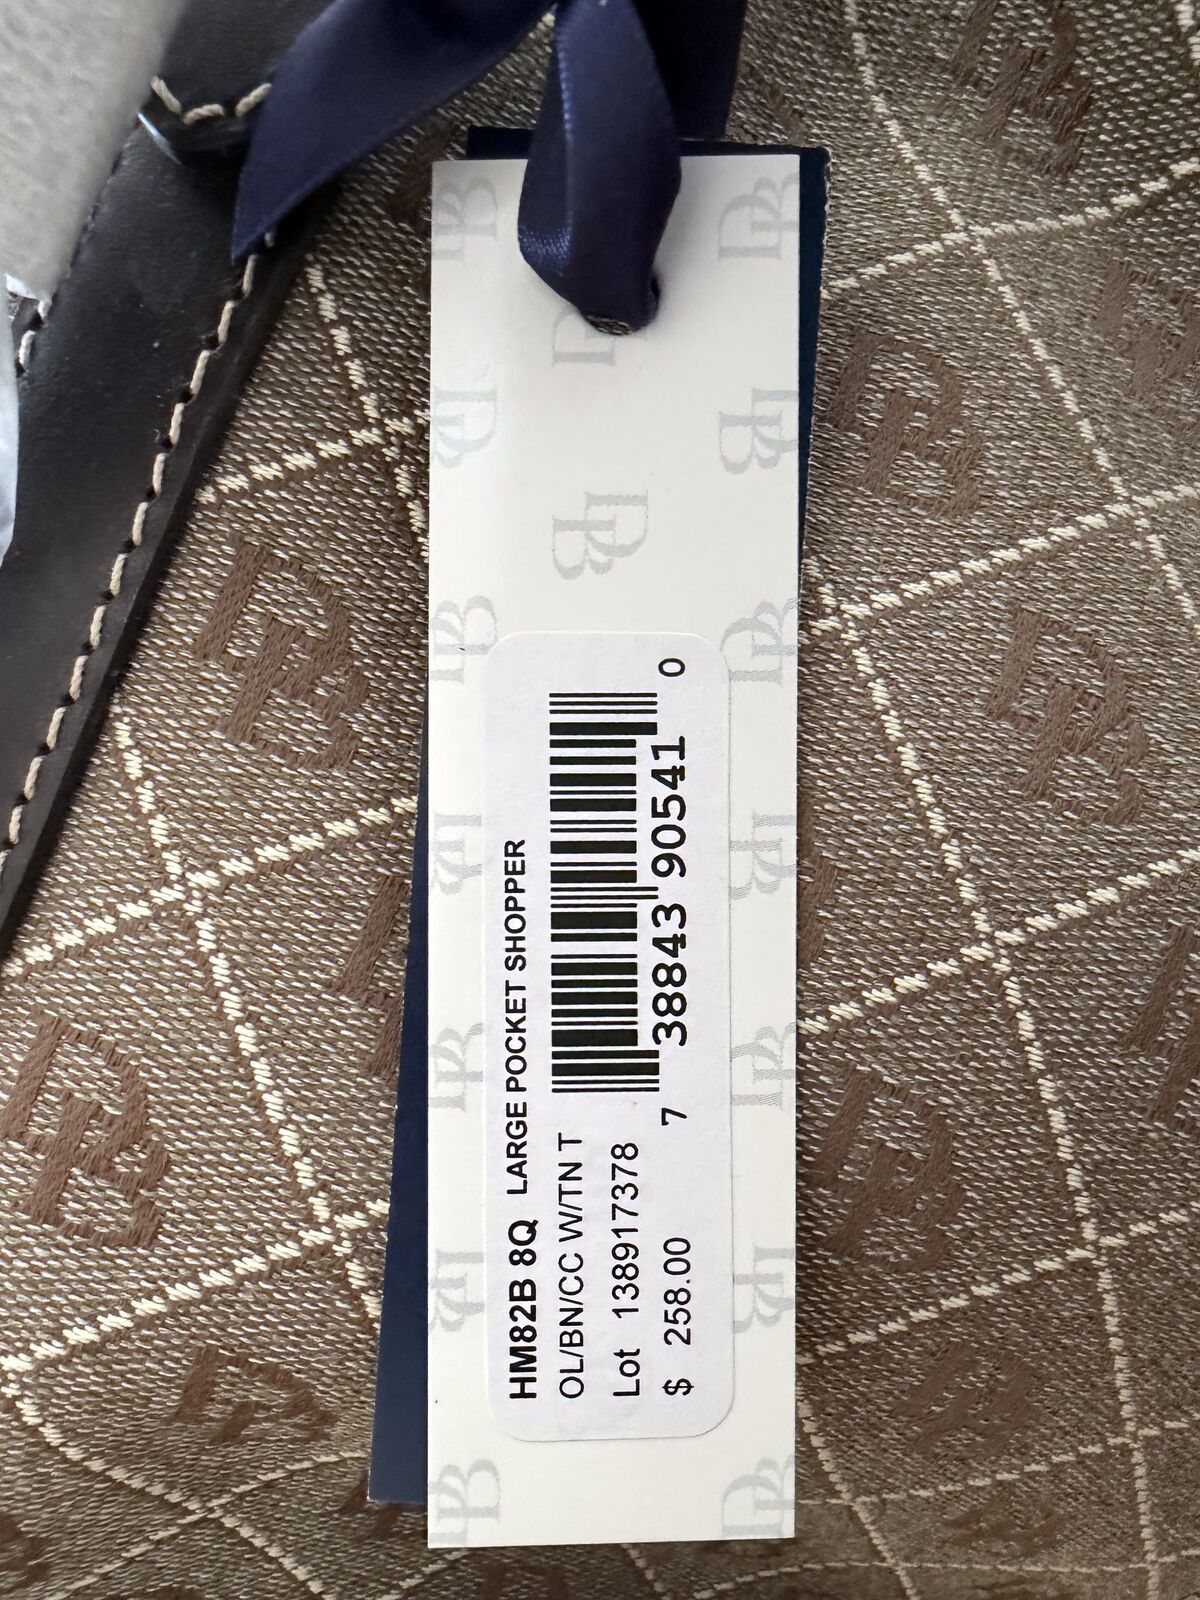 HM82B 8Q LARGE POCKET SHOPPER
OL/BN/CC W/TN T
Lot 138917378
$ 258.00
7 38843 90541 0